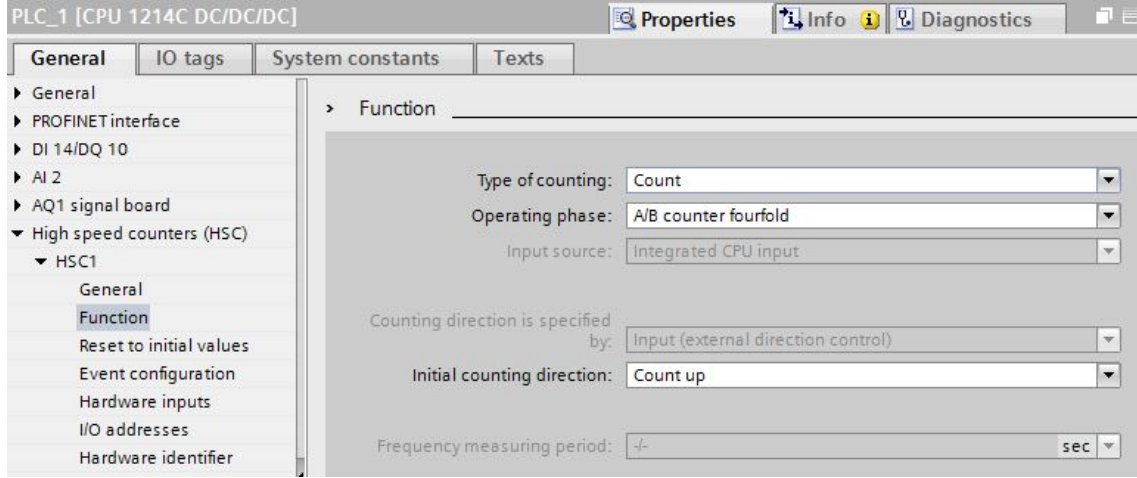 PLC_1 [CPU 1214C DC/DC/DC]
Properties
Info
Diagnostics
General
IO tags
System constants
Texts
General
PROFINET interface
DI 14/DQ 10
AI 2
AQ1 signal board
High speed counters (HSC)
HSC1
General
Function
Reset to initial values
Event configuration
Hardware inputs
I/O addresses
Hardware identifier
Function
Type of counting: Count
Operating phase: A/B counter fourfold
Input source: Integrated CPU input
Counting direction is specified
by: Input (external direction control)
Initial counting direction: Count up
Frequency measuring period: -/- sec